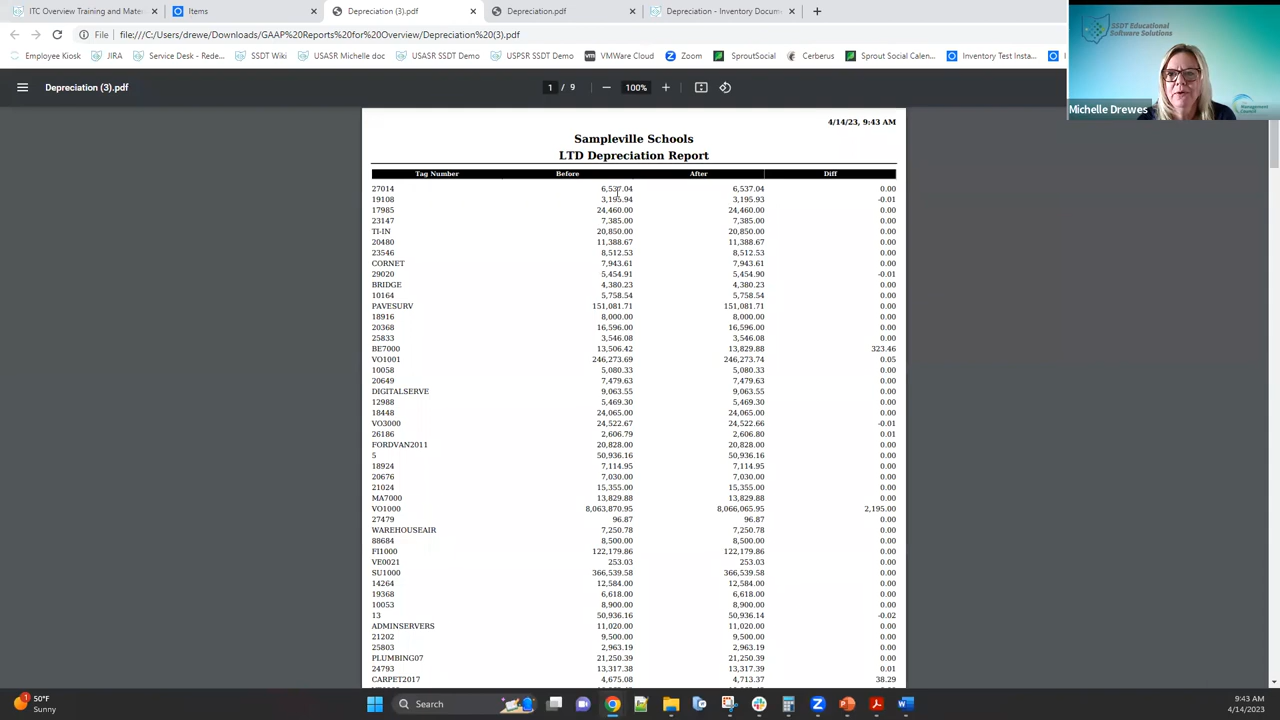 ITC Overview Training and Mater
Items
Depreciation (3).pdf
Depreciation.pdf
Depreciation - Inventory Docum
File
file:///C:/Users/drewe/Downloads/GAAP%20Reports%20for%20Overview/Depreciation%20(3).pdf
Employee Kiosk
JIRA
Service Desk - Rede...
SSDT Wiki
USASR Michelle doc
USASR SSDT Demo
USPSR SSDT Demo
VMWare Cloud
Zoom
SproutSocial
Cerberus
Sprout Social Calen...
Inventory Test Insta...
SSDT Educational
Software Solutions
Management
Council
Michelle Drewes
Depreciation (3).pdf
1 / 9
100%
4/14/23, 9:43 AM
Sampleville Schools
LTD Depreciation Report
Tag Number Before After Diff
27014 6,537.04 6,537.04 0.00
19108 3,195.94 3,195.93 -0.01
17985 24,460.00 24,460.00 0.00
23147 7,385.00 7,385.00 0.00
TI-IN 20,850.00 20,850.00 0.00
20480 11,388.67 11,388.67 0.00
23546 8,512.53 8,512.53 0.00
CORNET 7,943.61 7,943.61 0.00
29020 5,454.91 5,454.90 -0.01
BRIDGE 4,380.23 4,380.23 0.00
10164 5,758.54 5,758.54 0.00
PAVESURV 151,081.71 151,081.71 0.00
18916 8,000.00 8,000.00 0.00
20368 16,596.00 16,596.00 0.00
25833 3,546.08 3,546.08 0.00
BE7000 13,506.42 13,829.88 323.46
VO1001 246,273.69 246,273.74 0.05
10058 5,080.33 5,080.33 0.00
20649 7,479.63 7,479.63 0.00
DIGITALSERVE 9,063.55 9,063.55 0.00
12988 5,469.30 5,469.30 0.00
18448 24,065.00 24,065.00 0.00
VO3000 24,522.67 24,522.66 -0.01
26186 2,606.79 2,606.80 0.01
FORDVAN2011 20,828.00 20,828.00 0.00
5 50,936.16 50,936.16 0.00
18924 7,114.95 7,114.95 0.00
20676 7,030.00 7,030.00 0.00
21024 15,355.00 15,355.00 0.00
MA7000 13,829.88 13,829.88 0.00
VO1000 8,063,870.95 8,066,065.95 2,195.00
27479 96.87 96.87 0.00
WAREHOUSEAIR 7,250.78 7,250.78 0.00
88684 8,500.00 8,500.00 0.00
FI1000 122,179.86 122,179.86 0.00
VE0021 253.03 253.03 0.00
SU1000 366,539.58 366,539.58 0.00
14264 12,584.00 12,584.00 0.00
19368 6,618.00 6,618.00 0.00
10053 8,900.00 8,900.00 0.00
13 50,936.16 50,936.14 -0.02
ADMINSERVERS 11,020.00 11,020.00 0.00
21202 9,500.00 9,500.00 0.00
25803 2,963.19 2,963.19 0.00
PLUMBING07 21,250.39 21,250.39 0.00
24793 13,317.38 13,317.39 0.01
CARPET2017 4,675.08 4,713.37 38.29
1
50°F
Sunny
Search
9:43 AM
4/14/2023